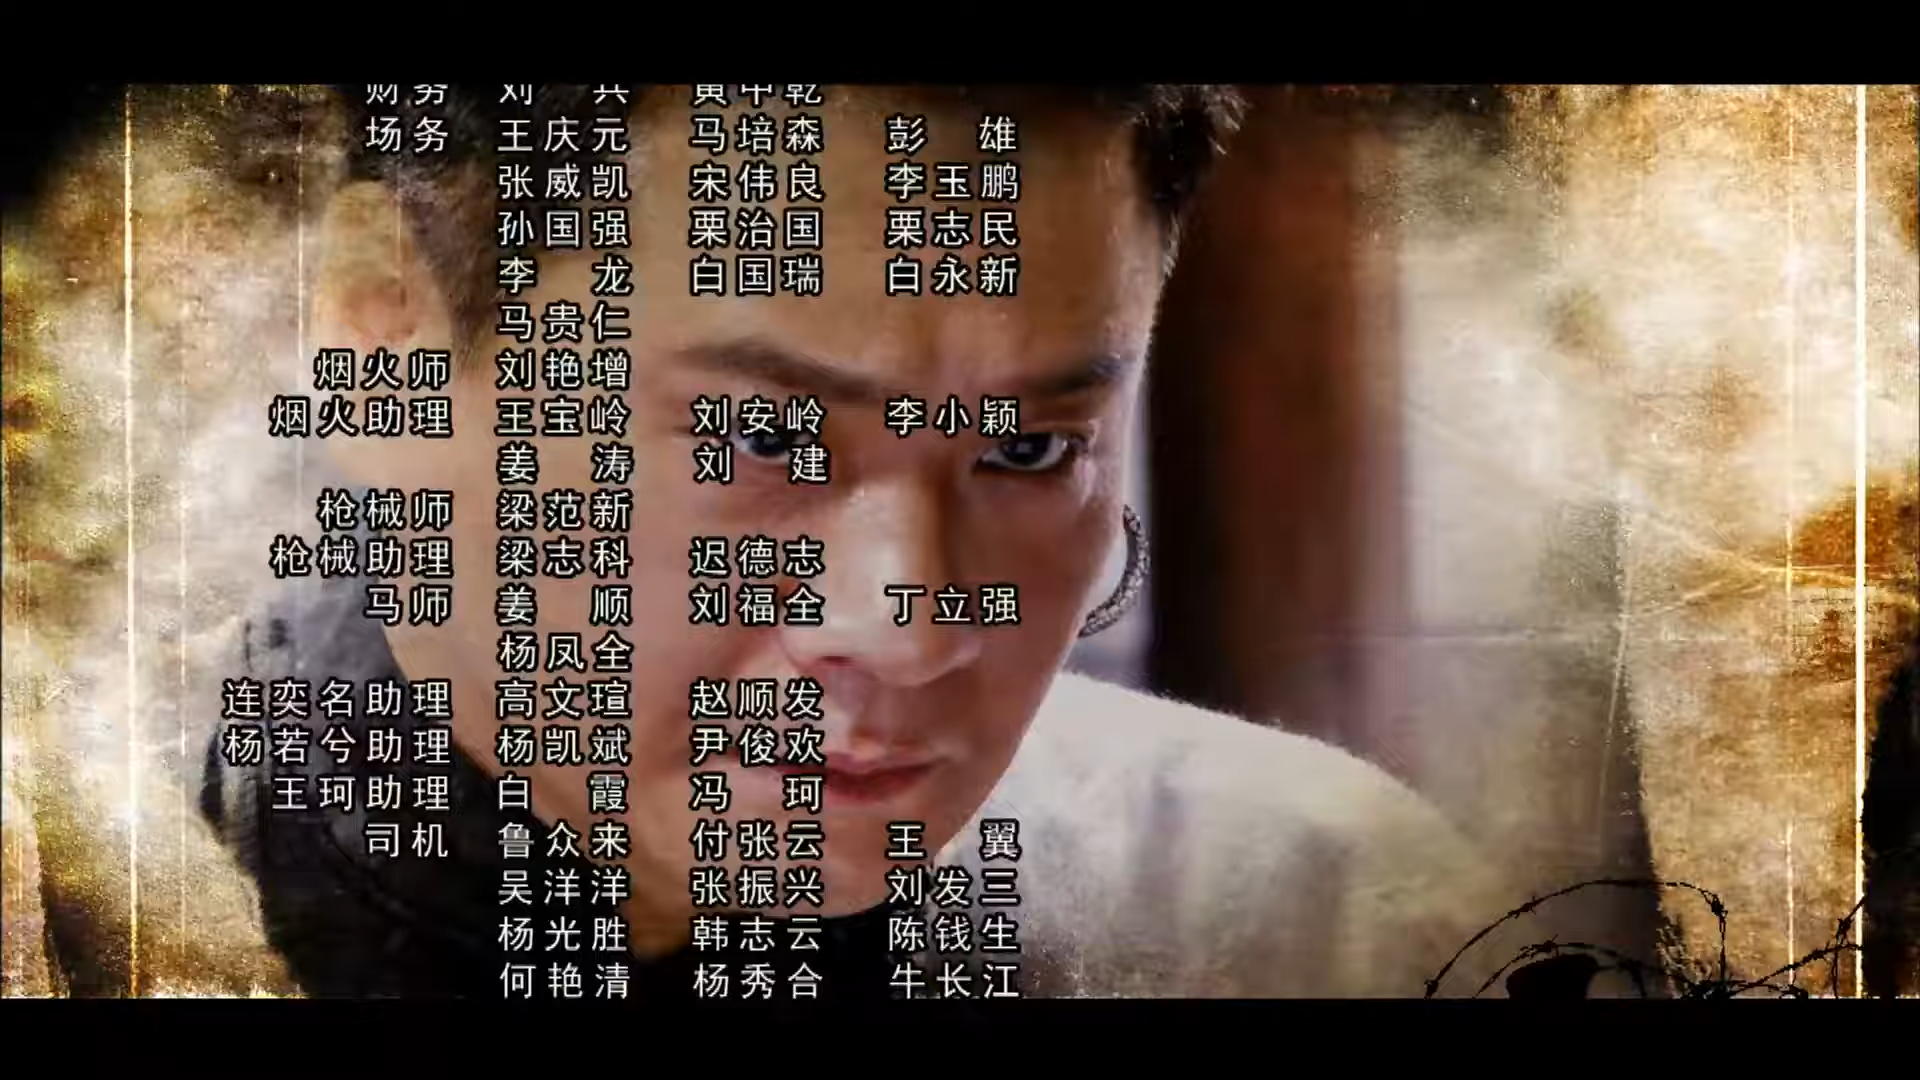 财务 刘兵 黄中乾
场务 王庆元 马培森 彭雄
张威凯 宋伟良 李玉鹏
孙国强 栗治国 栗志民
李龙 白国瑞 白永新
马贵仁
烟火师 刘艳增
烟火助理 王宝岭 刘安岭 李小颖
姜涛 刘建
枪械师 梁范新
枪械助理 梁志科 迟德志
马师 姜顺 刘福全 丁立强
杨凤全
连奕名助理 高文瑄 赵顺发
杨若兮助理 杨凯斌 尹俊欢
王珂助理 白霞 冯珂
司机 鲁众来 付张云 王翼
吴洋洋 张振兴 刘发三
杨光胜 韩志云 陈钱生
何艳清 杨秀合 牛长江